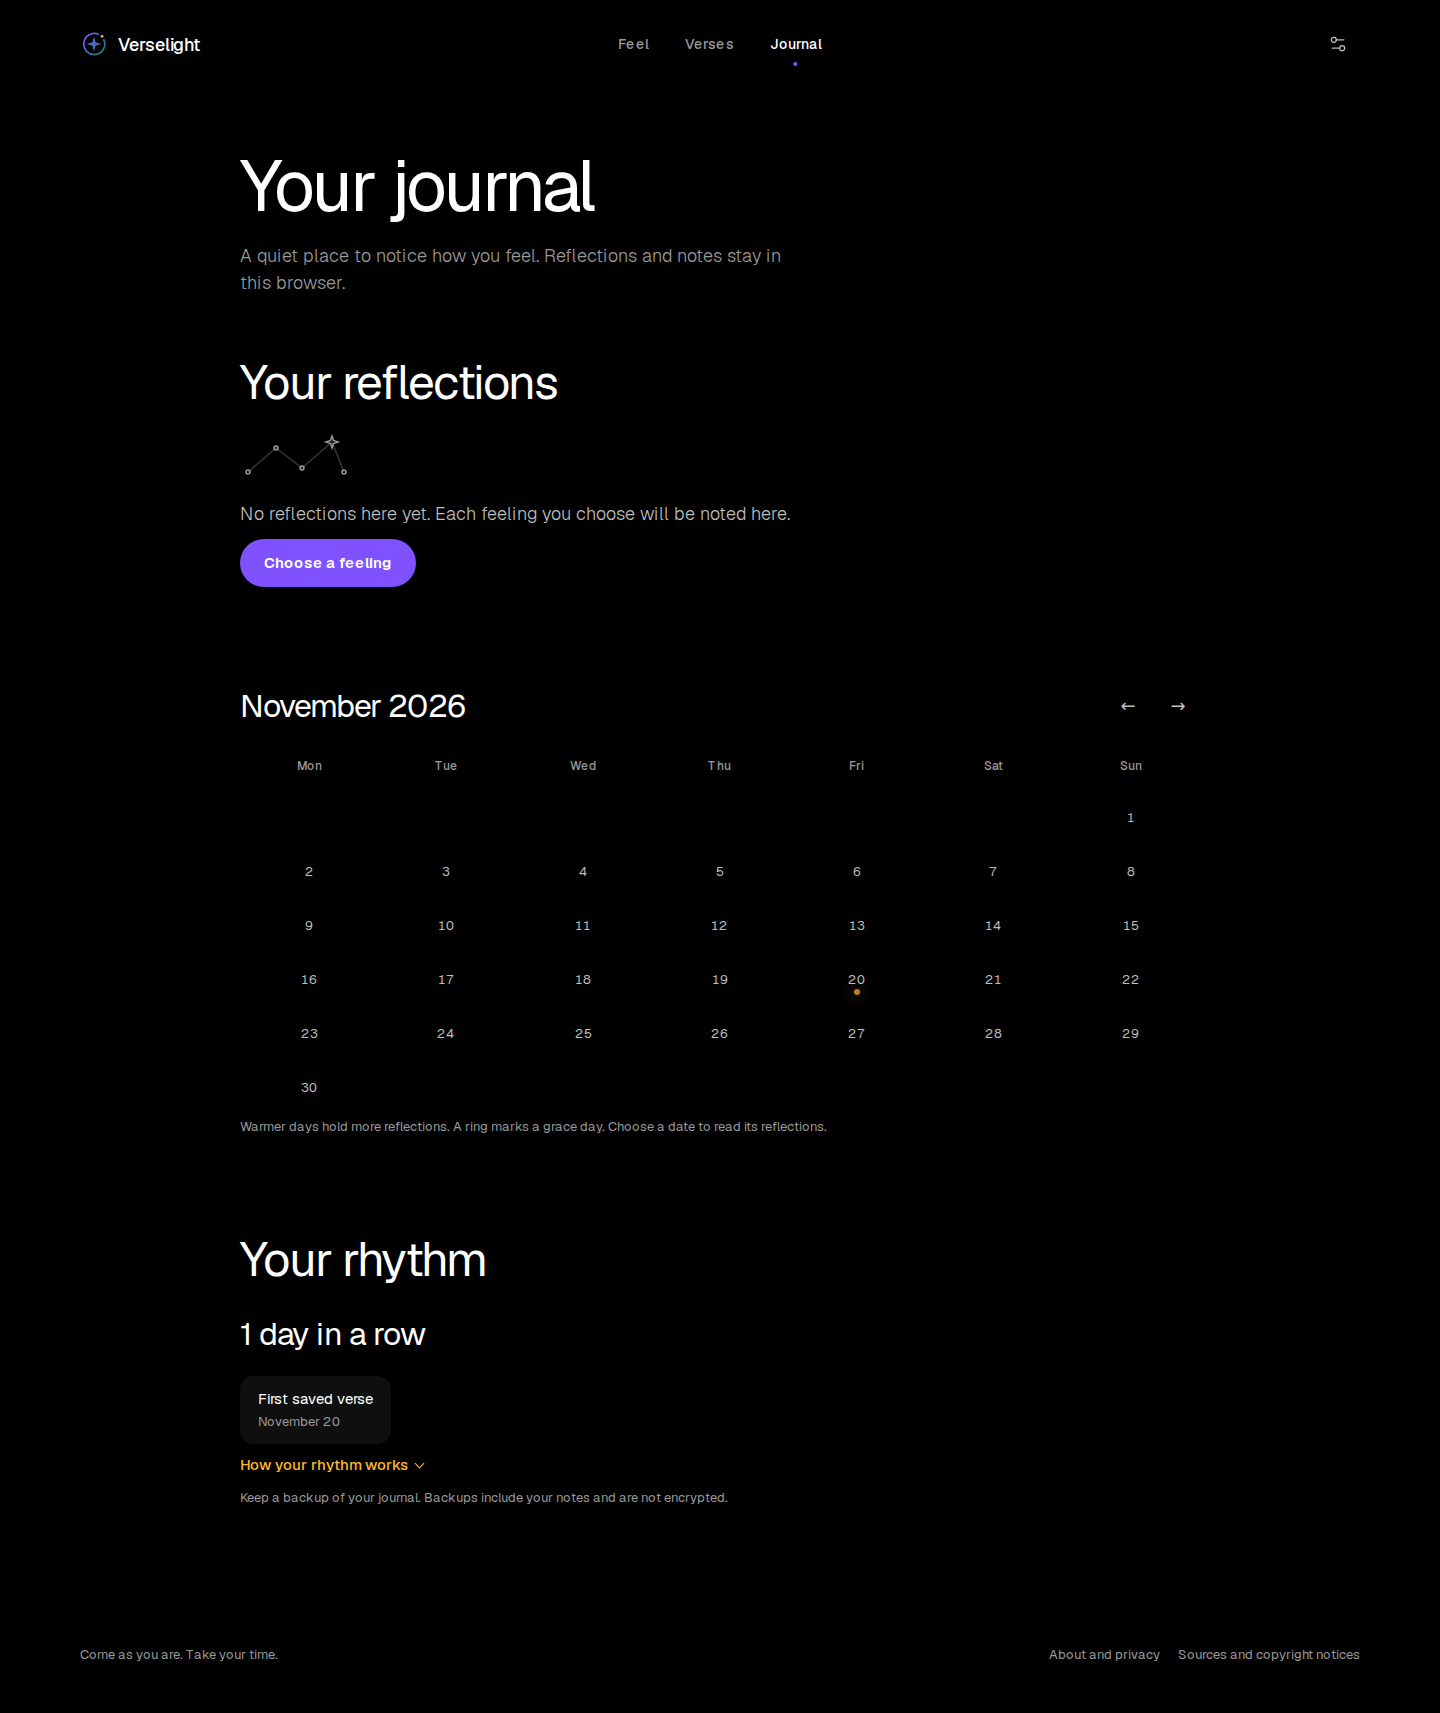 Verselight
Feel Verses Journal
Your journal
A quiet place to notice how you feel. Reflections and notes stay in
this browser.
Your reflections
No reflections here yet. Each feeling you choose will be noted here.
Choose a feeling
November 2026 ← →
Mon Tue Wed Thu Fri Sat Sun
1
2 3 4 5 6 7 8
9 10 11 12 13 14 15
16 17 18 19 20 21 22
23 24 25 26 27 28 29
30
Warmer days hold more reflections. A ring marks a grace day. Choose a date to read its reflections.
Your rhythm
1 day in a row
First saved verse
November 20
How your rhythm works
Keep a backup of your journal. Backups include your notes and are not encrypted.
Come as you are. Take your time.
About and privacy Sources and copyright notices